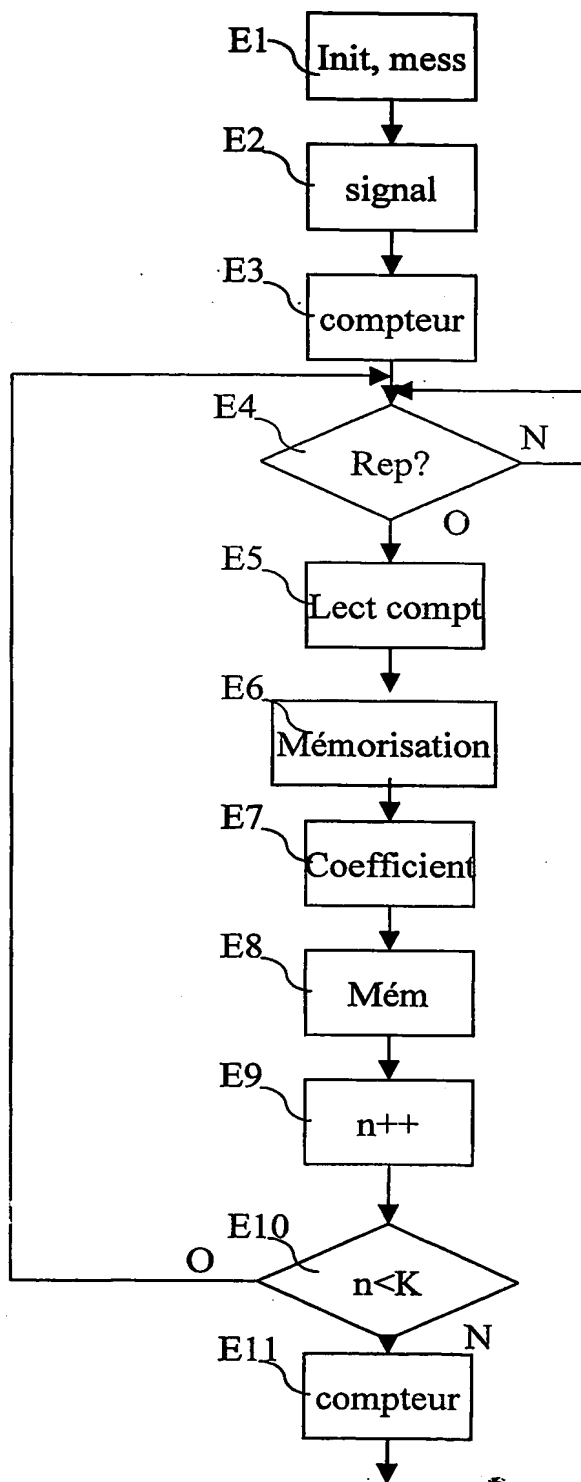 E1
Init, mess
E2
signal
E3
compteur
E4
Rep?
N
O
E5
Lect compt
E6
Mémorisation
E7
Coefficient
E8
Mém
E9
n++
E10
O
n<K
N
E11
compteur